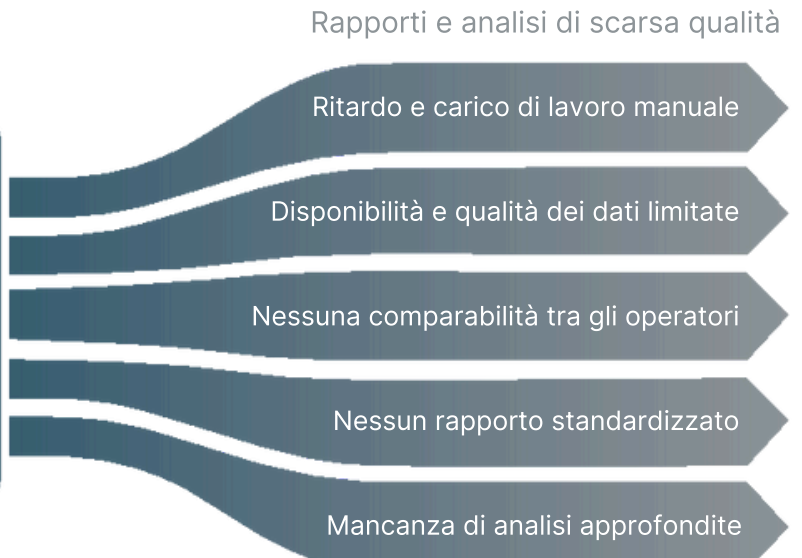 Rapporti e analisi di scarsa qualità
Ritardo e carico di lavoro manuale
Disponibilità e qualità dei dati limitate
Nessuna comparabilità tra gli operatori
Nessun rapporto standardizzato
Mancanza di analisi approfondite